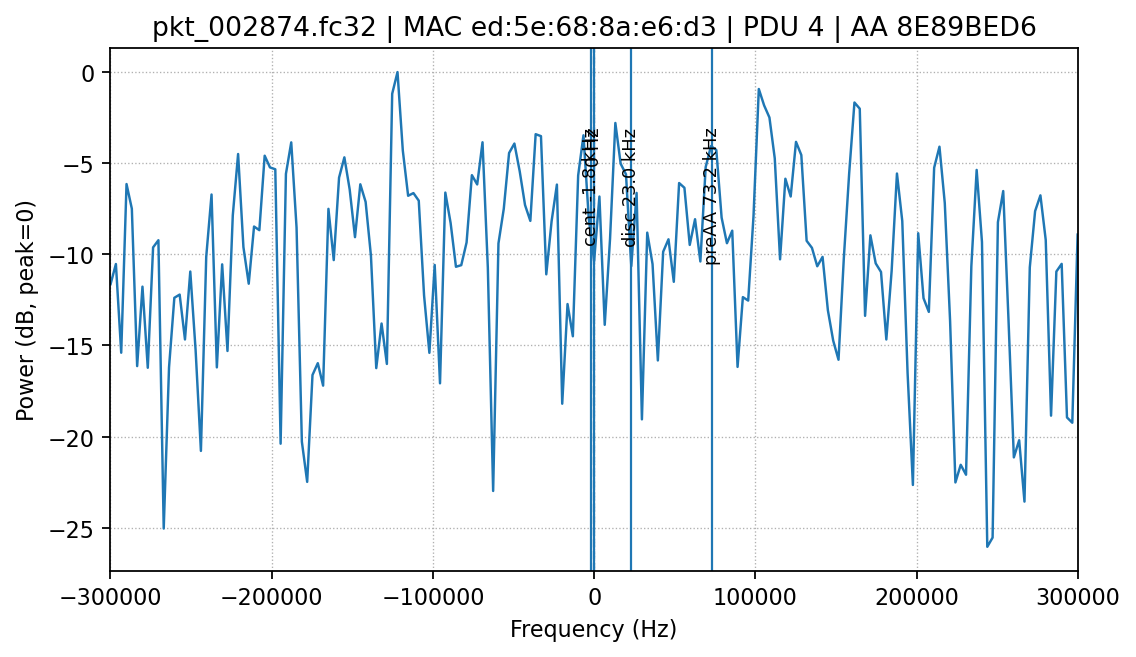 pkt_002874.fc32 | MAC ed:5e:68:8a:e6:d3 | PDU 4 | AA 8E89BED6
Power (dB, peak=0)
0
−5
−10
−15
−20
−25
cent -1.80 kHz
disc 23.0 kHz
preAA 73.2 kHz
−300000
−200000
−100000
0
100000
200000
300000
Frequency (Hz)